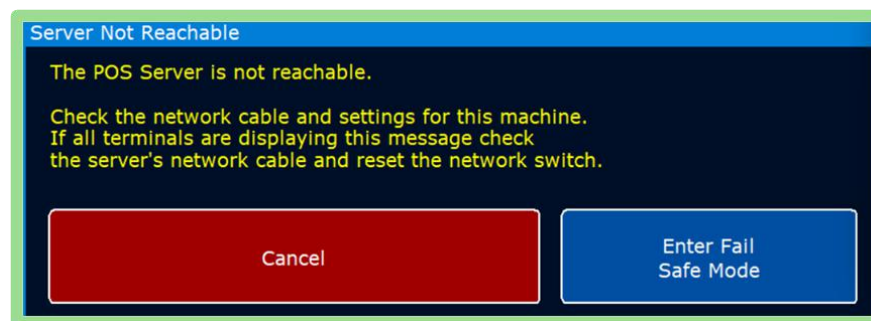 Server Not Reachable
The POS Server is not reachable.
Check the network cable and settings for this machine.
If all terminals are displaying this message check
the server's network cable and reset the network switch.
Cancel
Enter Fail
Safe Mode